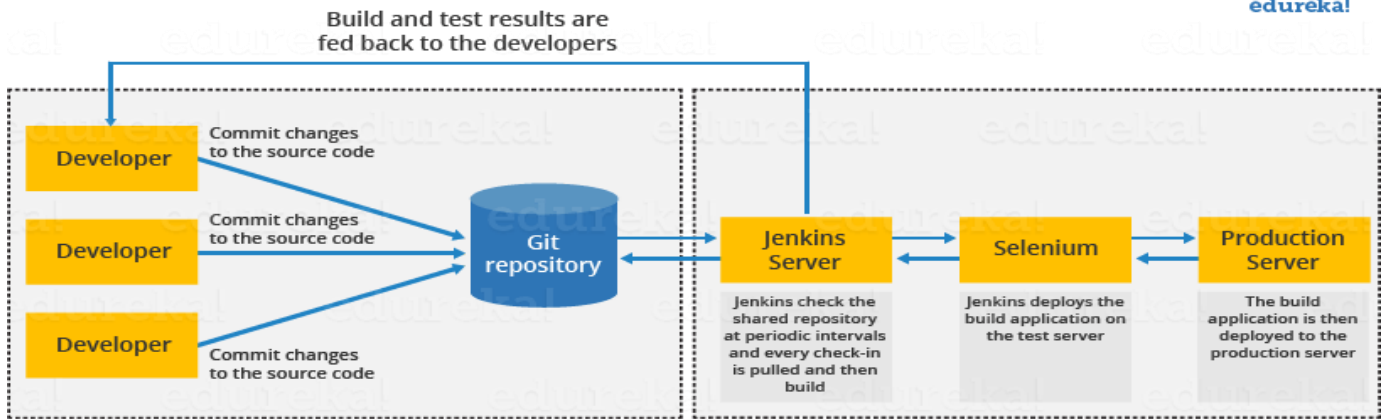 edureka!
Build and test results are
fed back to the developers
Developer
Commit changes
to the source code
Developer
Commit changes
to the source code
Developer
Commit changes
to the source code
Git
repository
Jenkins
Server
Jenkins check the
shared repository
at periodic intervals
and every check-in
is pulled and then
build
Selenium
Jenkins deploys the
build application on
the test server
Production
Server
The build
application is then
deployed to the
production server